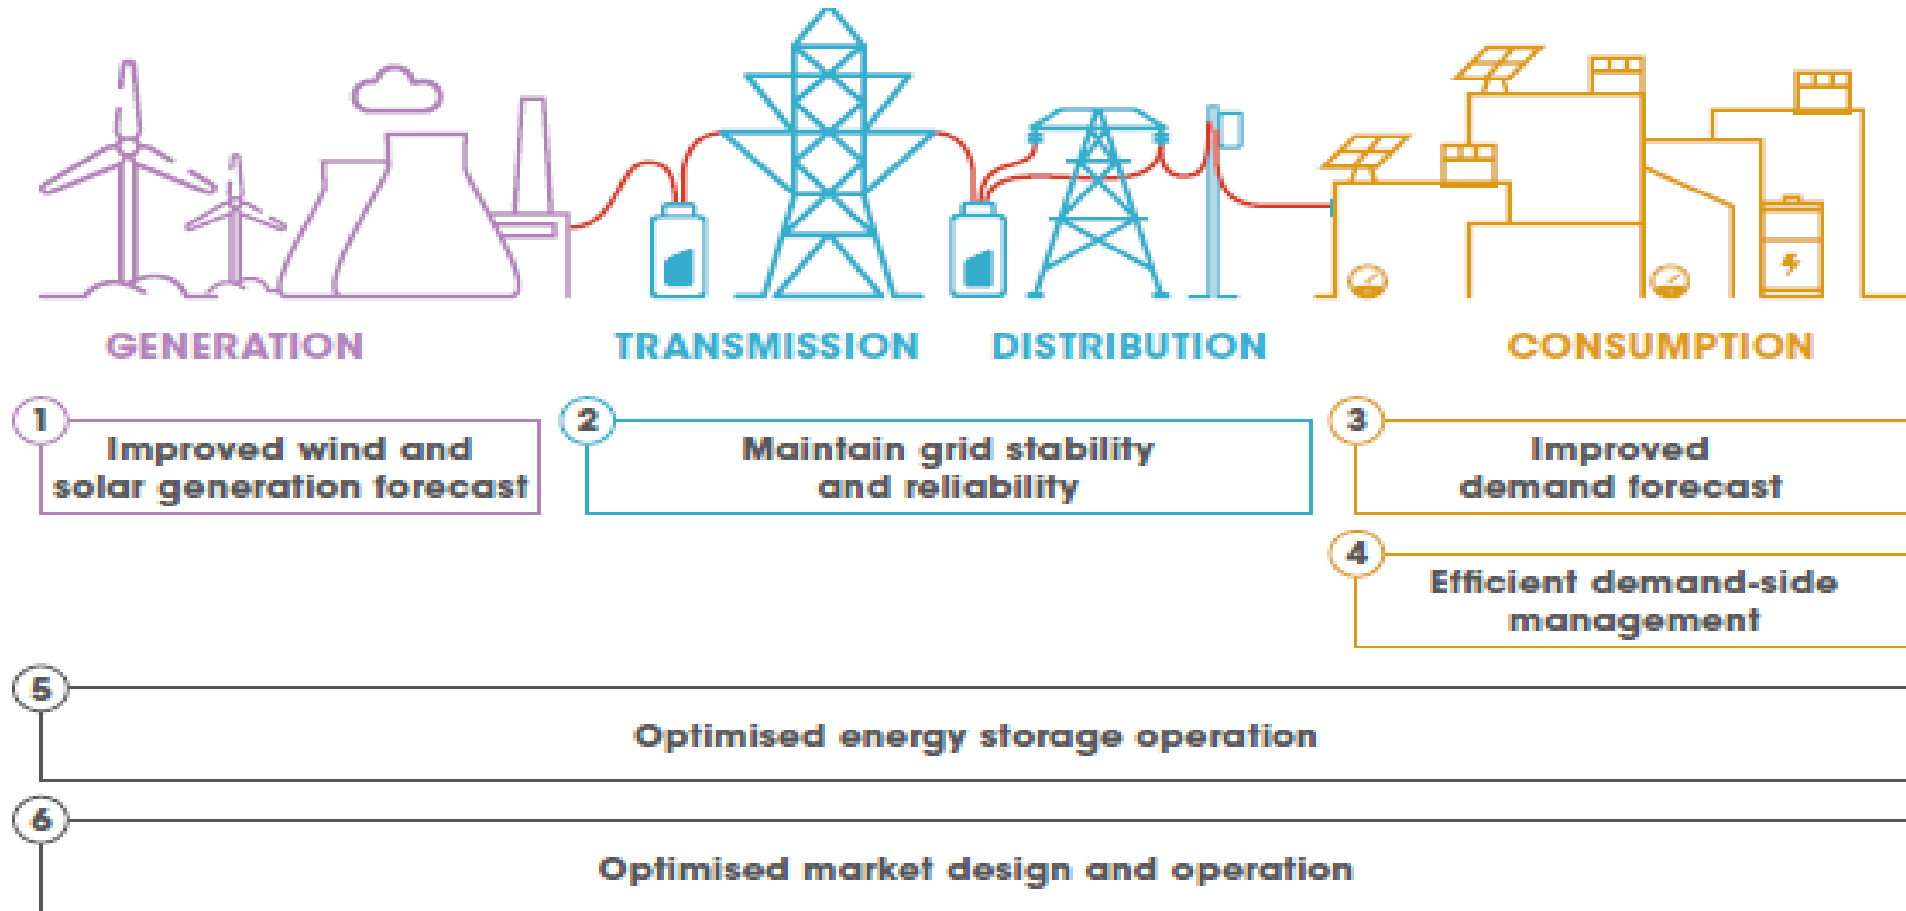 GENERATION
TRANSMISSION
DISTRIBUTION
CONSUMPTION
1
Improved wind and
solar generation forecast
2
Maintain grid stability
and reliability
3
Improved
demand forecast
4
Efficient demand-side
management
5
Optimised energy storage operation
6
Optimised market design and operation